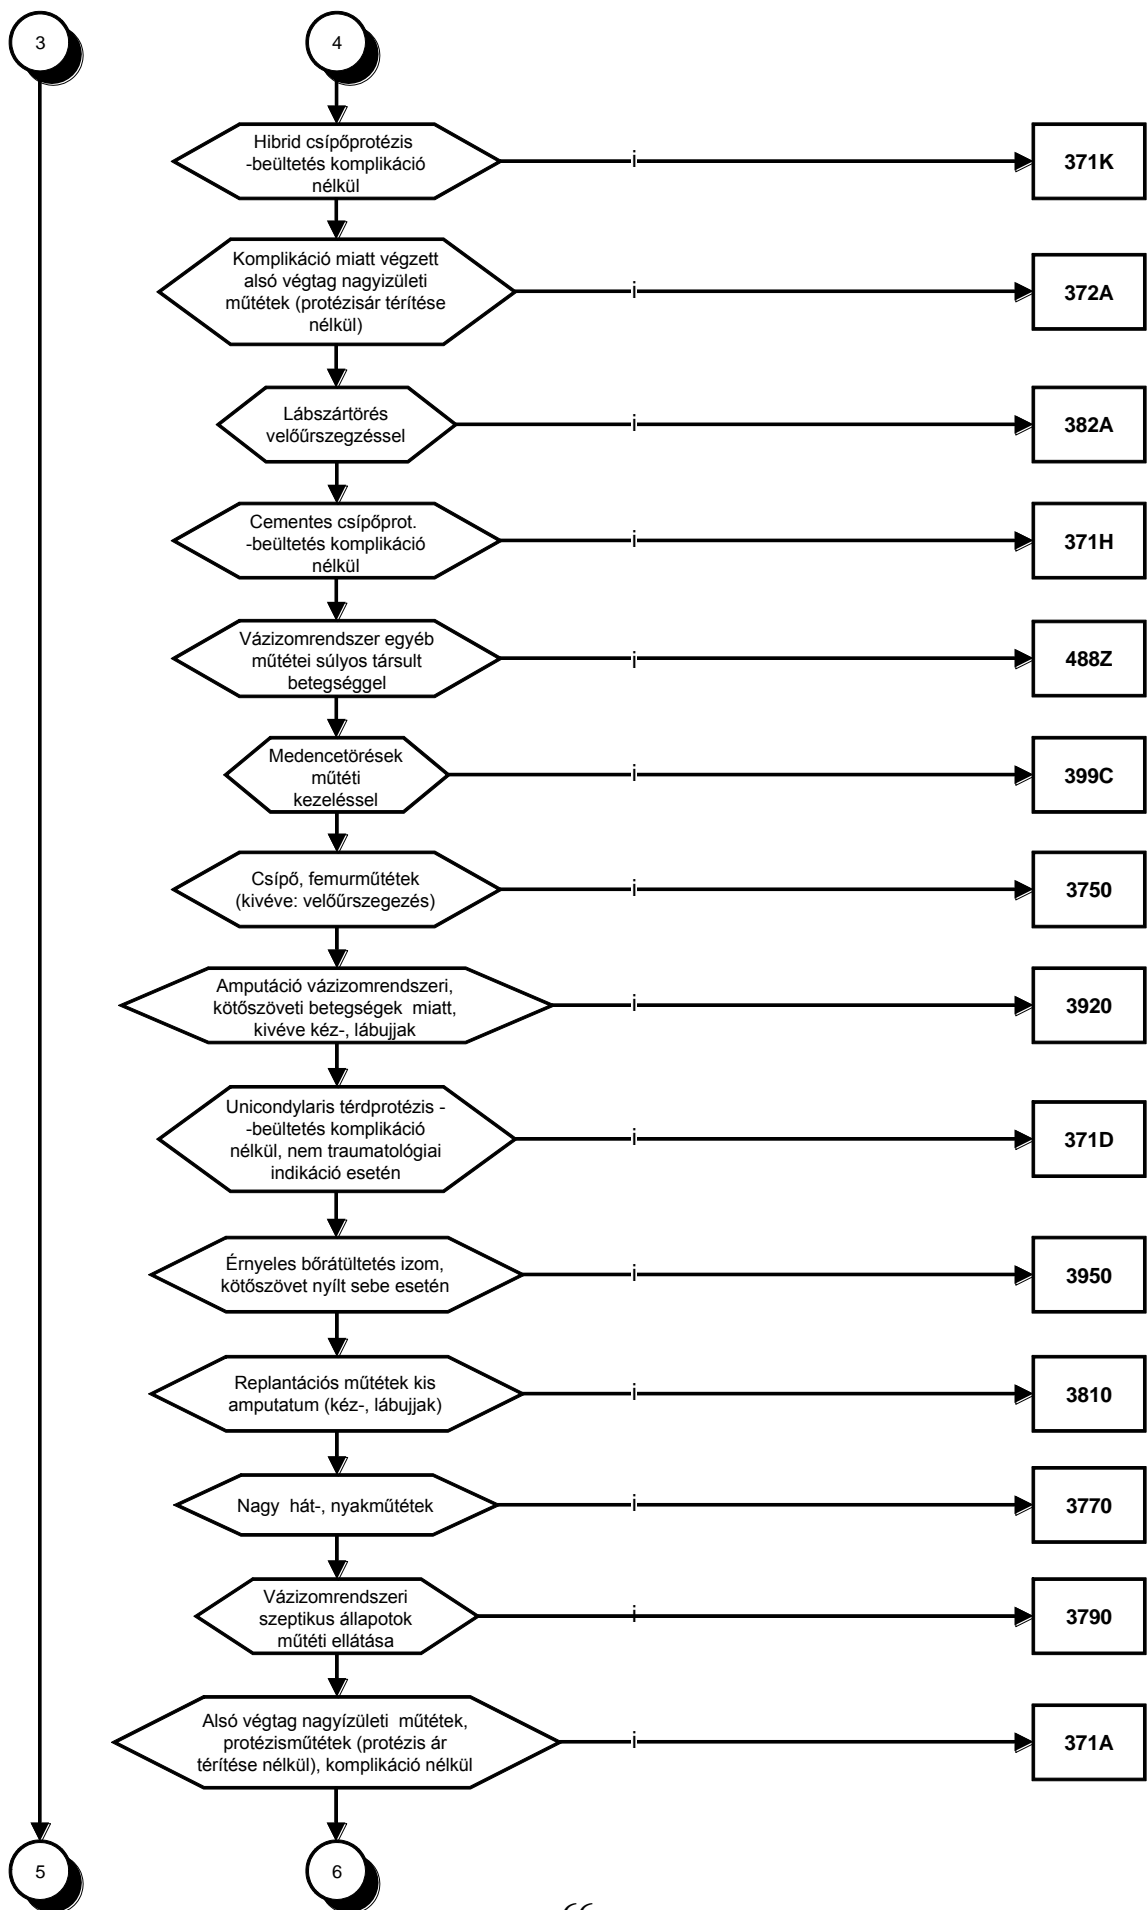 3
4
Hibrid csípőprotézis
-beültetés komplikáció
nélkül
i
371K
Komplikáció miatt végzett
alsó végtag nagyizületi
műtétek (protézisár térítése
nélkül)
i
372A
Lábszártörés
velőűrszegzéssel
i
382A
Cementes csípőprot.
-beültetés komplikáció
nélkül
i
371H
Vázizomrendszer egyéb
műtétei súlyos társult
betegséggel
i
488Z
Medencetörések
műtéti
kezeléssel
i
399C
Csípő, femurműtétek
(kivéve: velőűrszegezés)
i
3750
Amputáció vázizomrendszeri,
kötőszöveti betegségek miatt,
kivéve kéz-, lábujjak
i
3920
Unicondylaris térdprotézis -
-beültetés komplikáció
nélkül, nem traumatológiai
indikáció esetén
i
371D
Érnyeles bőrátültetés izom,
kötőszövet nyílt sebe esetén
i
3950
Replantációs műtétek kis
amputatum (kéz-, lábujjak)
i
3810
Nagy hát-, nyakműtétek
i
3770
Vázizomrendszeri
szeptikus állapotok
műtéti ellátása
i
3790
Alsó végtag nagyízületi műtétek,
protézisműtétek (protézis ár
térítése nélkül), komplikáció nélkül
i
371A
5
6